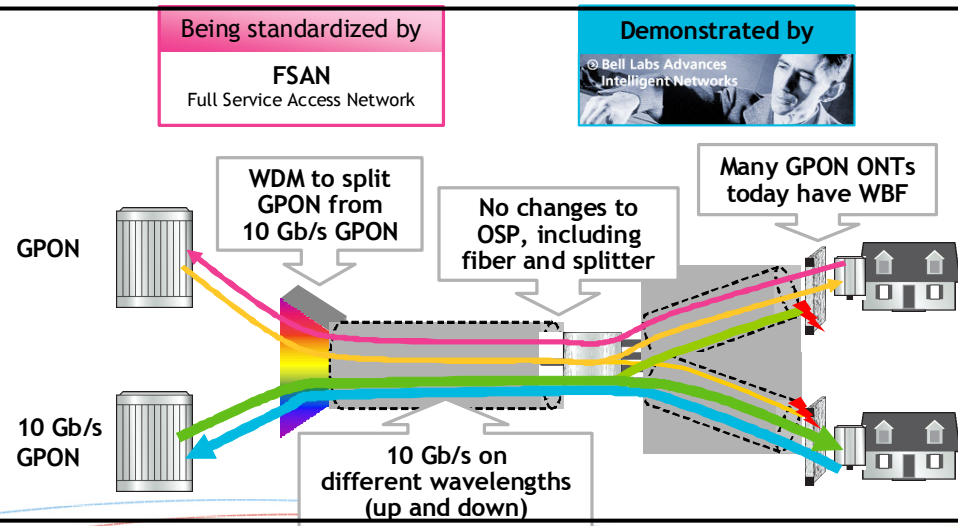 Being standardized by
FSAN
Full Service Access Network
Demonstrated by
Bell Labs Advances
Intelligent Networks
WDM to split
GPON from
10 Gb/s GPON
No changes to
OSP, including
fiber and splitter
Many GPON ONTs
today have WBF
GPON
10 Gb/s
GPON
10 Gb/s on
different wavelengths
(up and down)